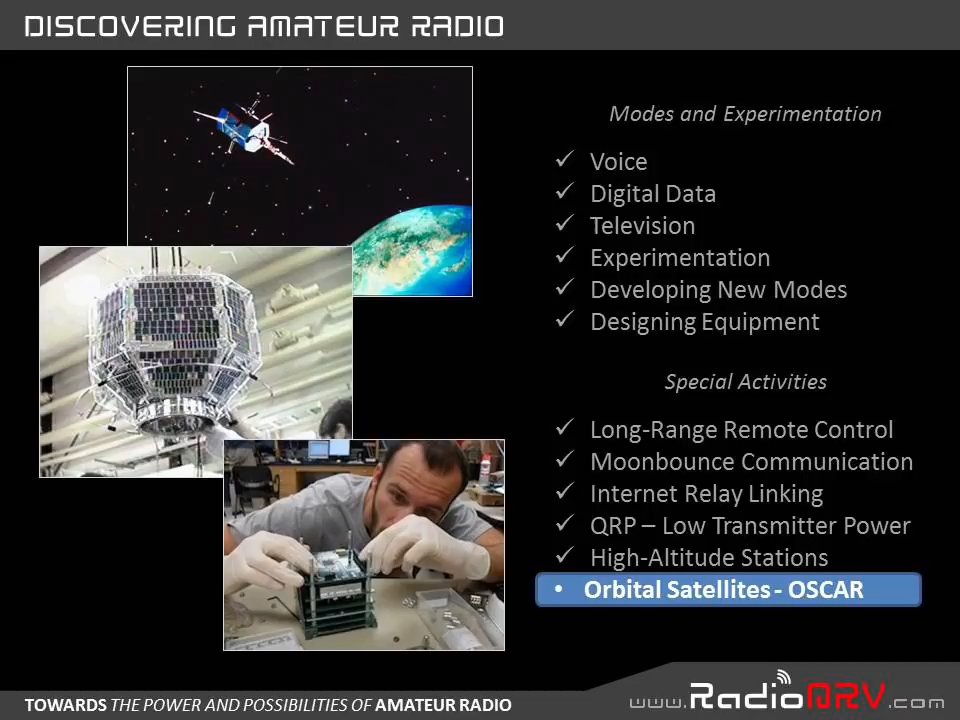 DISCOVERING AMATEUR RADIO
Modes and Experimentation
✓ Voice
✓ Digital Data
✓ Television
✓ Experimentation
✓ Developing New Modes
✓ Designing Equipment
Special Activities
✓ Long-Range Remote Control
✓ Moonbounce Communication
✓ Internet Relay Linking
✓ QRP – Low Transmitter Power
✓ High-Altitude Stations
• Orbital Satellites - OSCAR
TOWARDS THE POWER AND POSSIBILITIES OF AMATEUR RADIO
www.RadioQRV.com